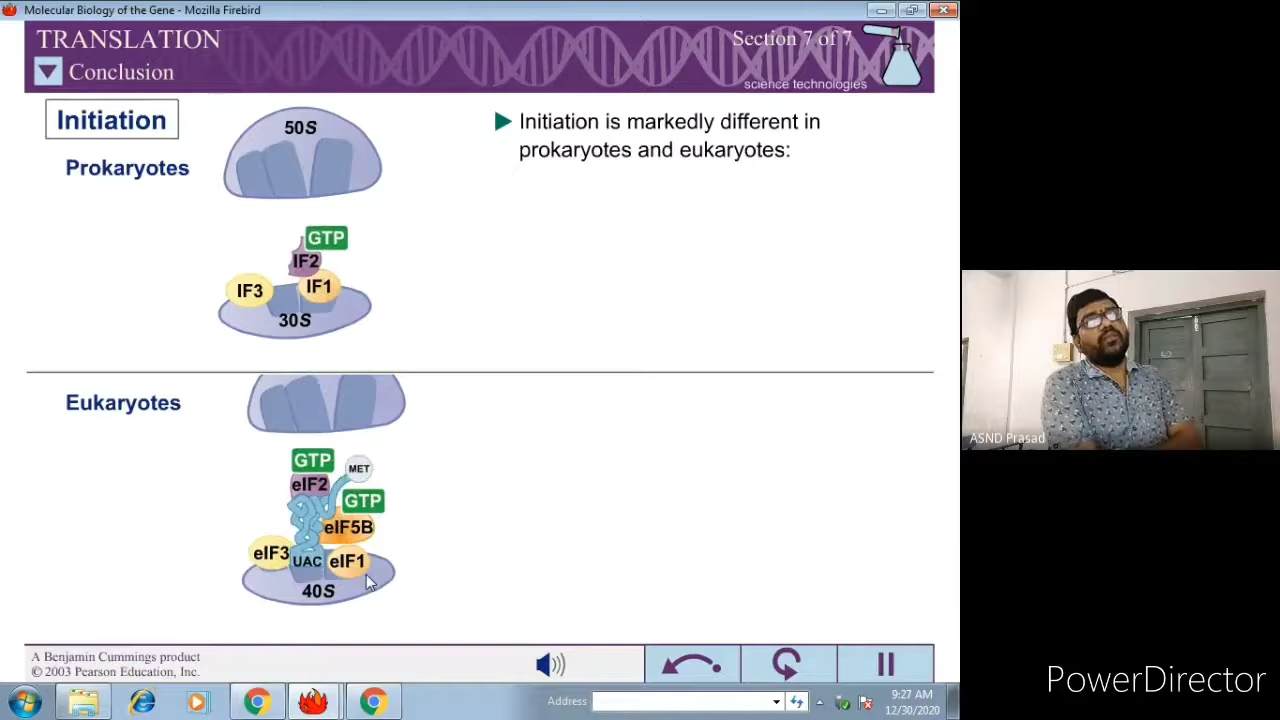 Molecular Biology of the Gene - Mozilla Firebird
TRANSLATION
Section 7 of 7
Conclusion
science technologies
Initiation
50S
Initiation is markedly different in
prokaryotes and eukaryotes:
Prokaryotes
GTP
IF2
IF3
IF1
30S
Eukaryotes
GTP
MET
eIF2
GTP
eIF5B
eIF3
UAC
eIF1
40S
ASND Prasad
A Benjamin Cummings product
© 2003 Pearson Education, Inc.
Address
9:27 AM
12/30/2020
PowerDirector